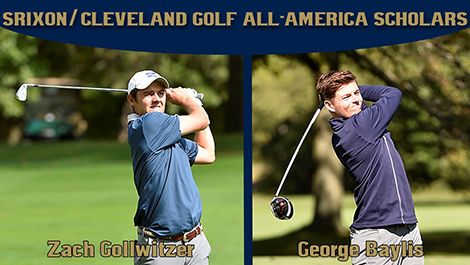 SRIXON/CLEVELAND GOLF ALL-AMERICA SCHOLARS
Zach Gollwitzer
George Baylis